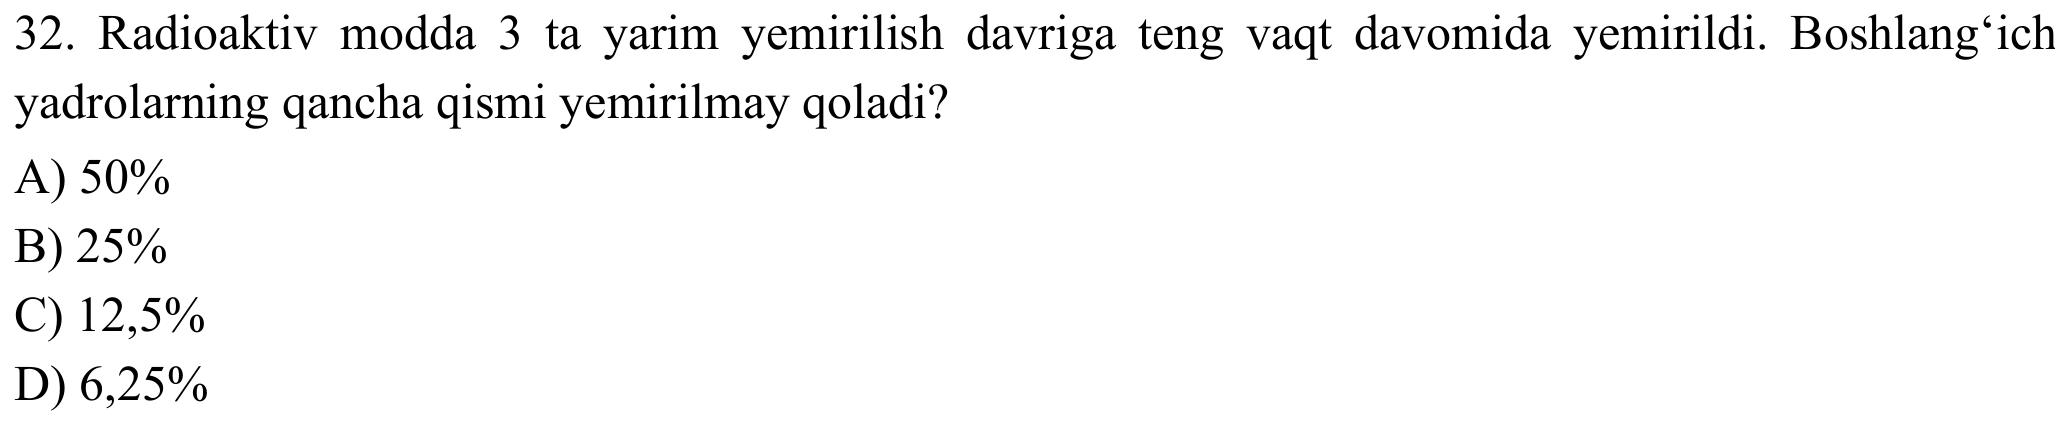 32. Radioaktiv modda 3 ta yarim yemirilish davriga teng vaqt davomida yemirildi. Boshlang‘ich
yadrolarning qancha qismi yemirilmay qoladi?
A) 50%
B) 25%
C) 12,5%
D) 6,25%